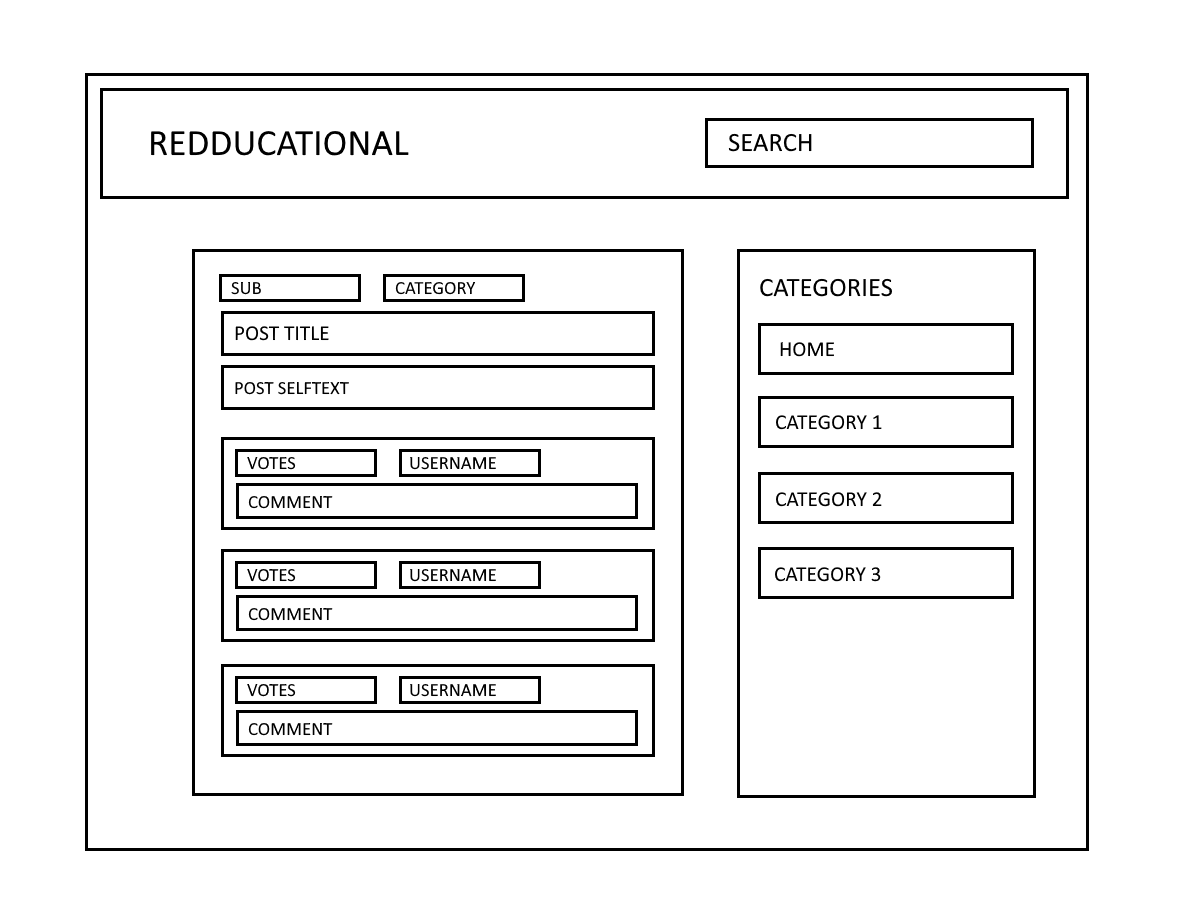 REDDUCATIONAL
SEARCH
SUB
CATEGORY
POST TITLE
POST SELFTEXT
VOTES
USERNAME
COMMENT
VOTES
USERNAME
COMMENT
VOTES
USERNAME
COMMENT
CATEGORIES
HOME
CATEGORY 1
CATEGORY 2
CATEGORY 3